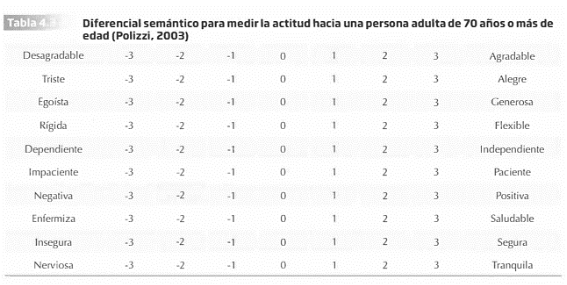 Tabla 4.
Diferencial semántico para medir la actitud hacia una persona adulta de 70 años o más de
edad (Polizzi, 2003)
Desagradable -3 -2 -1 0 1 2 3 Agradable
Triste -3 -2 -1 0 1 2 3 Alegre
Egoísta -3 -2 -1 0 1 2 3 Generosa
Rígida -3 -2 -1 0 1 2 3 Flexible
Dependiente -3 -2 -1 0 1 2 3 Independiente
Impaciente -3 -2 -1 0 1 2 3 Paciente
Negativa -3 -2 -1 0 1 2 3 Positiva
Enfermiza -3 -2 -1 0 1 2 3 Saludable
Insegura -3 -2 -1 0 1 2 3 Segura
Nerviosa -3 -2 -1 0 1 2 3 Tranquila